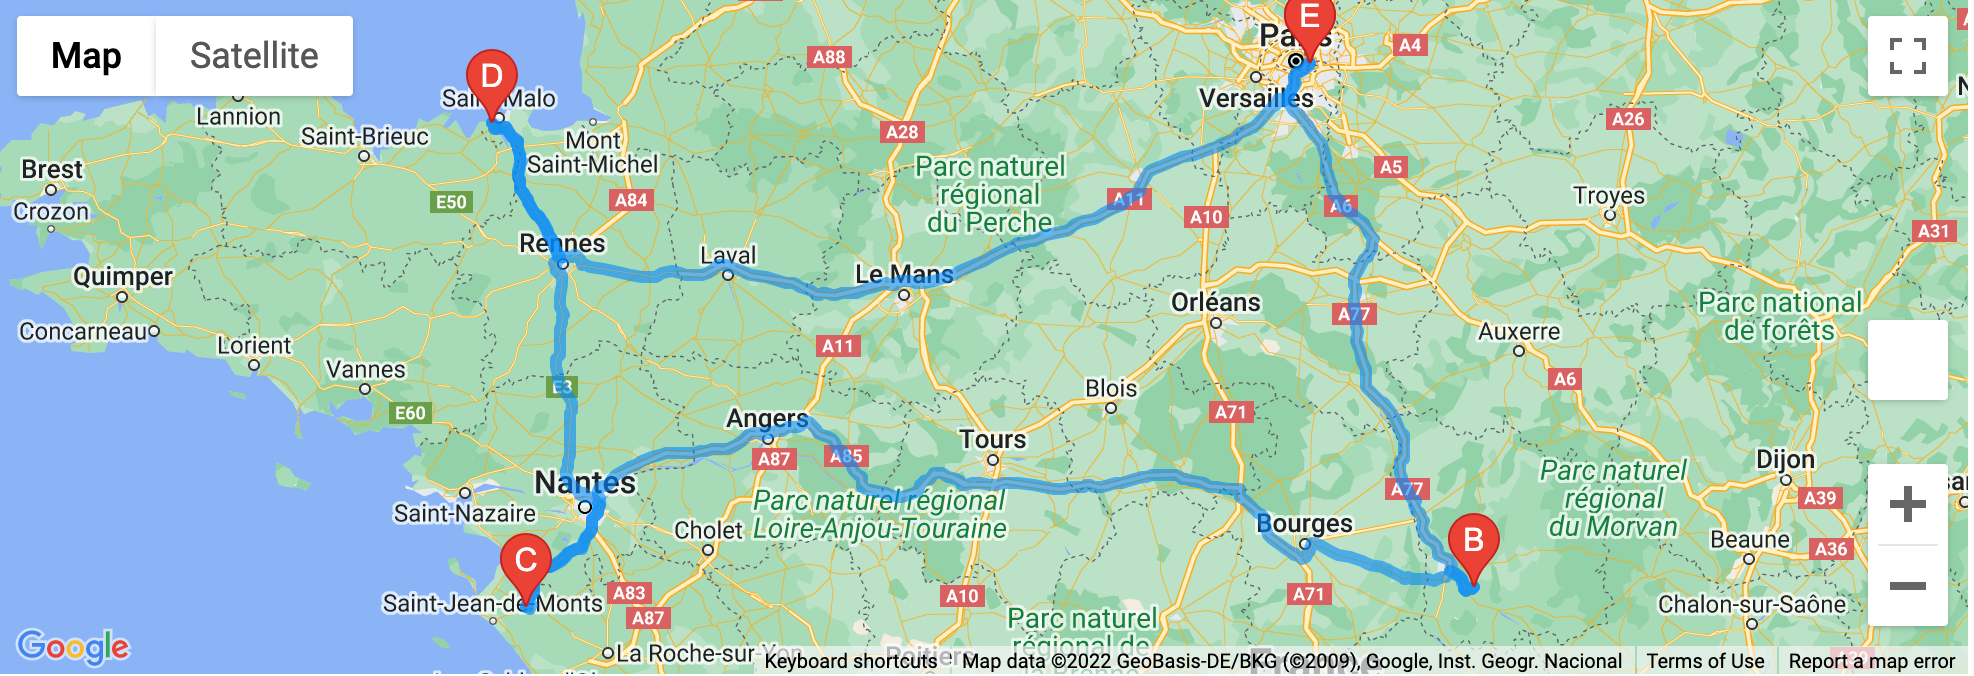 Map
Satellite
E
Paris
A4
A88
D
Saint-Malo
Versailles
Lannion
A28
A26
Saint-Brieuc
Mont
Saint-Michel
Brest
Parc naturel
régional
du Perche
A5
Crozon
E50
A84
A11
A10
A6
Troyes
A31
Rennes
Laval
Quimper
Le Mans
Orléans
A77
Parc national
de forêts
Concarneau
Auxerre
Lorient
A11
Vannes
Blois
A6
E3
E60
Angers
A71
Tours
A87
A85
Dijon
Nantes
Parc naturel
régional
du Morvan
A77
A39
Saint-Nazaire
Parc naturel régional
Loire-Anjou-Touraine
Cholet
Bourges
B
Beaune
A36
C
Saint-Jean-de-Monts
A83
A87
A10
A71
Chalon-sur-Saône
Parc naturel
régional de
la Brenne
Google
La Roche-sur-Yon
Poitiers
France
Keyboard shortcuts
Map data ©2022 GeoBasis-DE/BKG (©2009), Google, Inst. Geogr. Nacional
Terms of Use
Report a map error